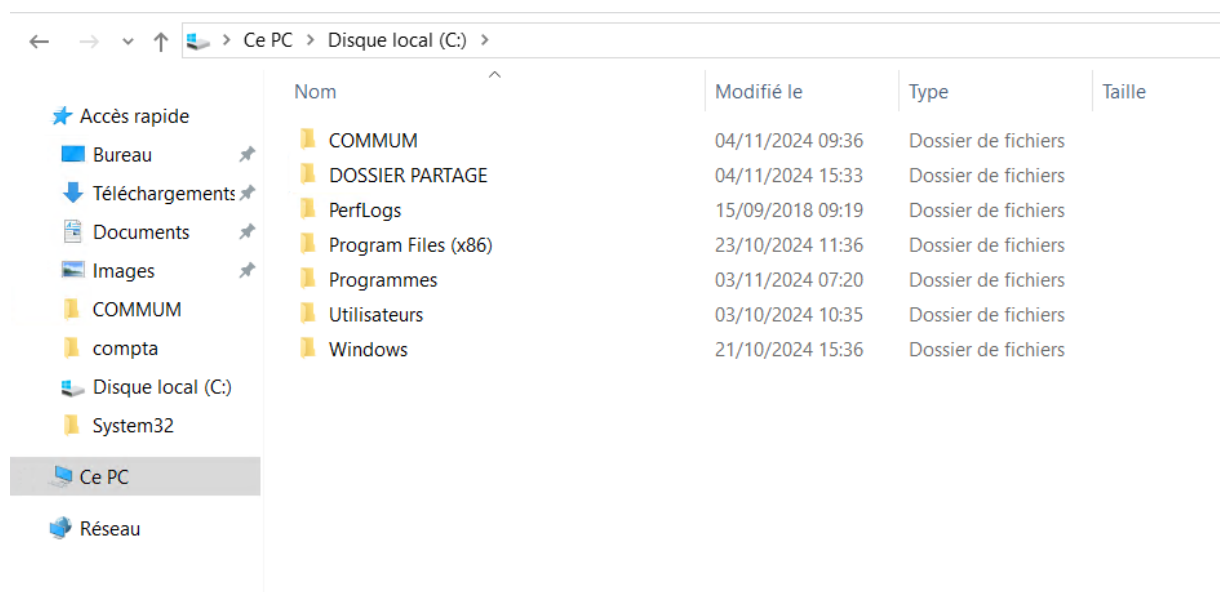 Ce PC > Disque local (C:) >
Nom Modifié le Type Taille
Accès rapide
Bureau
Téléchargements
Documents
Images
COMMUM
compta
Disque local (C:)
System32
Ce PC
Réseau
COMMUM 04/11/2024 09:36 Dossier de fichiers
DOSSIER PARTAGE 04/11/2024 15:33 Dossier de fichiers
PerfLogs 15/09/2018 09:19 Dossier de fichiers
Program Files (x86) 23/10/2024 11:36 Dossier de fichiers
Programmes 03/11/2024 07:20 Dossier de fichiers
Utilisateurs 03/10/2024 10:35 Dossier de fichiers
Windows 21/10/2024 15:36 Dossier de fichiers